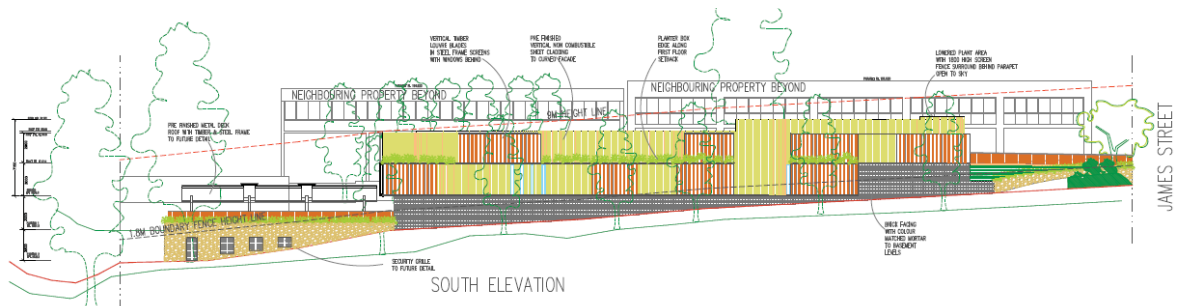 VERTICAL TIMBER
LOUVRE BLADES
IN STEEL FRAME SCREENS
WITH WINDOWS BEHIND
PRE FINISHED
VERTICAL NON COMBUSTIBLE
SHEET CLADDING
TO CURVED FACADE
PLANTER BOX
EDGE ALONG
FIRST FLOOR
SETBACK
LOWERED PLANT AREA
WITH 1800 HIGH SCREEN
FENCE SURROUND BEHIND PARAPET
OPEN TO SKY
NEIGHBOURING PROPERTY BEYOND
NEIGHBOURING PROPERTY BEYOND
9M HEIGHT LINE
PRE FINISHED METAL DECK
ROOF WITH TIMBER & STEEL FRAME
TO FUTURE DETAIL
JAMES STREET
1.8M BOUNDARY FENCE HEIGHT LINE
BRICK FACING
WITH COLOUR
MATCHED MORTAR
TO BASEMENT
LEVELS
SECURITY GRILLE
TO FUTURE DETAIL
SOUTH ELEVATION